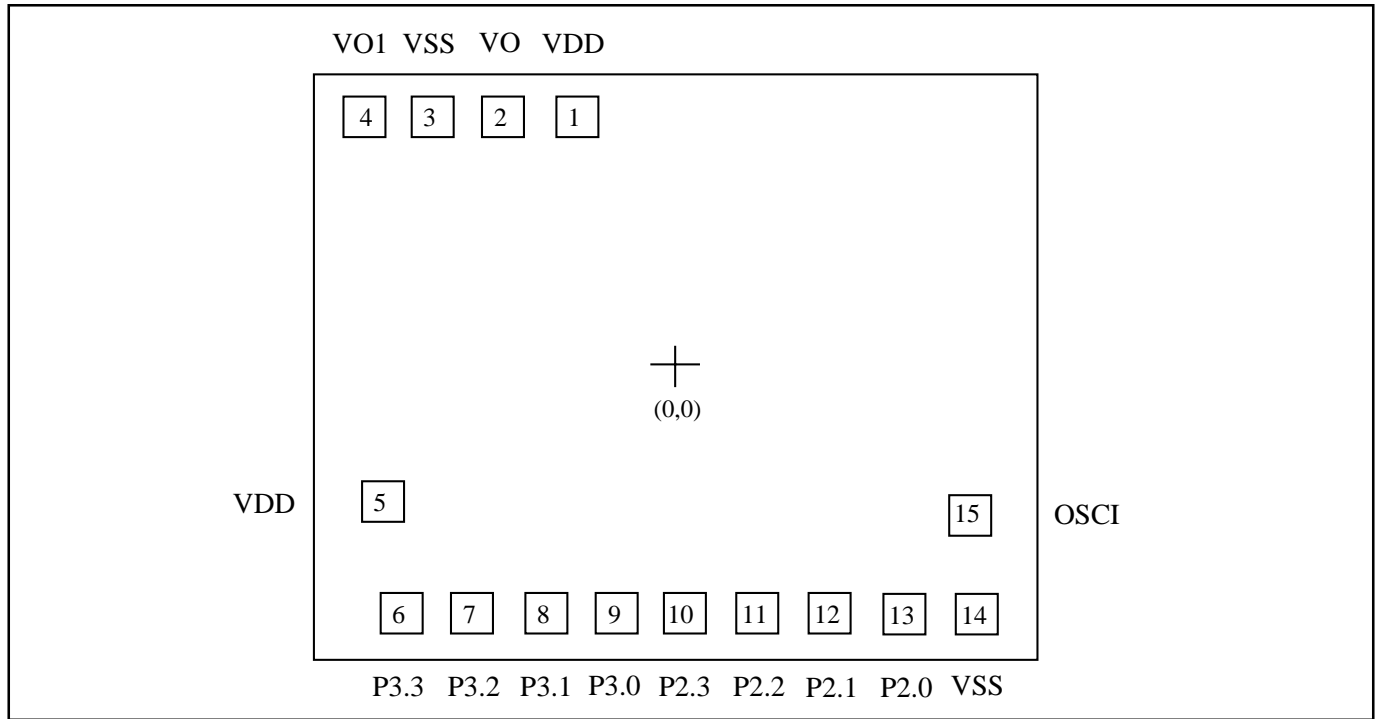 VO1 VSS VO VDD
4 3 2 1
(0,0)
VDD 5 15 OSCI
6 7 8 9 10 11 12 13 14
P3.3 P3.2 P3.1 P3.0 P2.3 P2.2 P2.1 P2.0 VSS